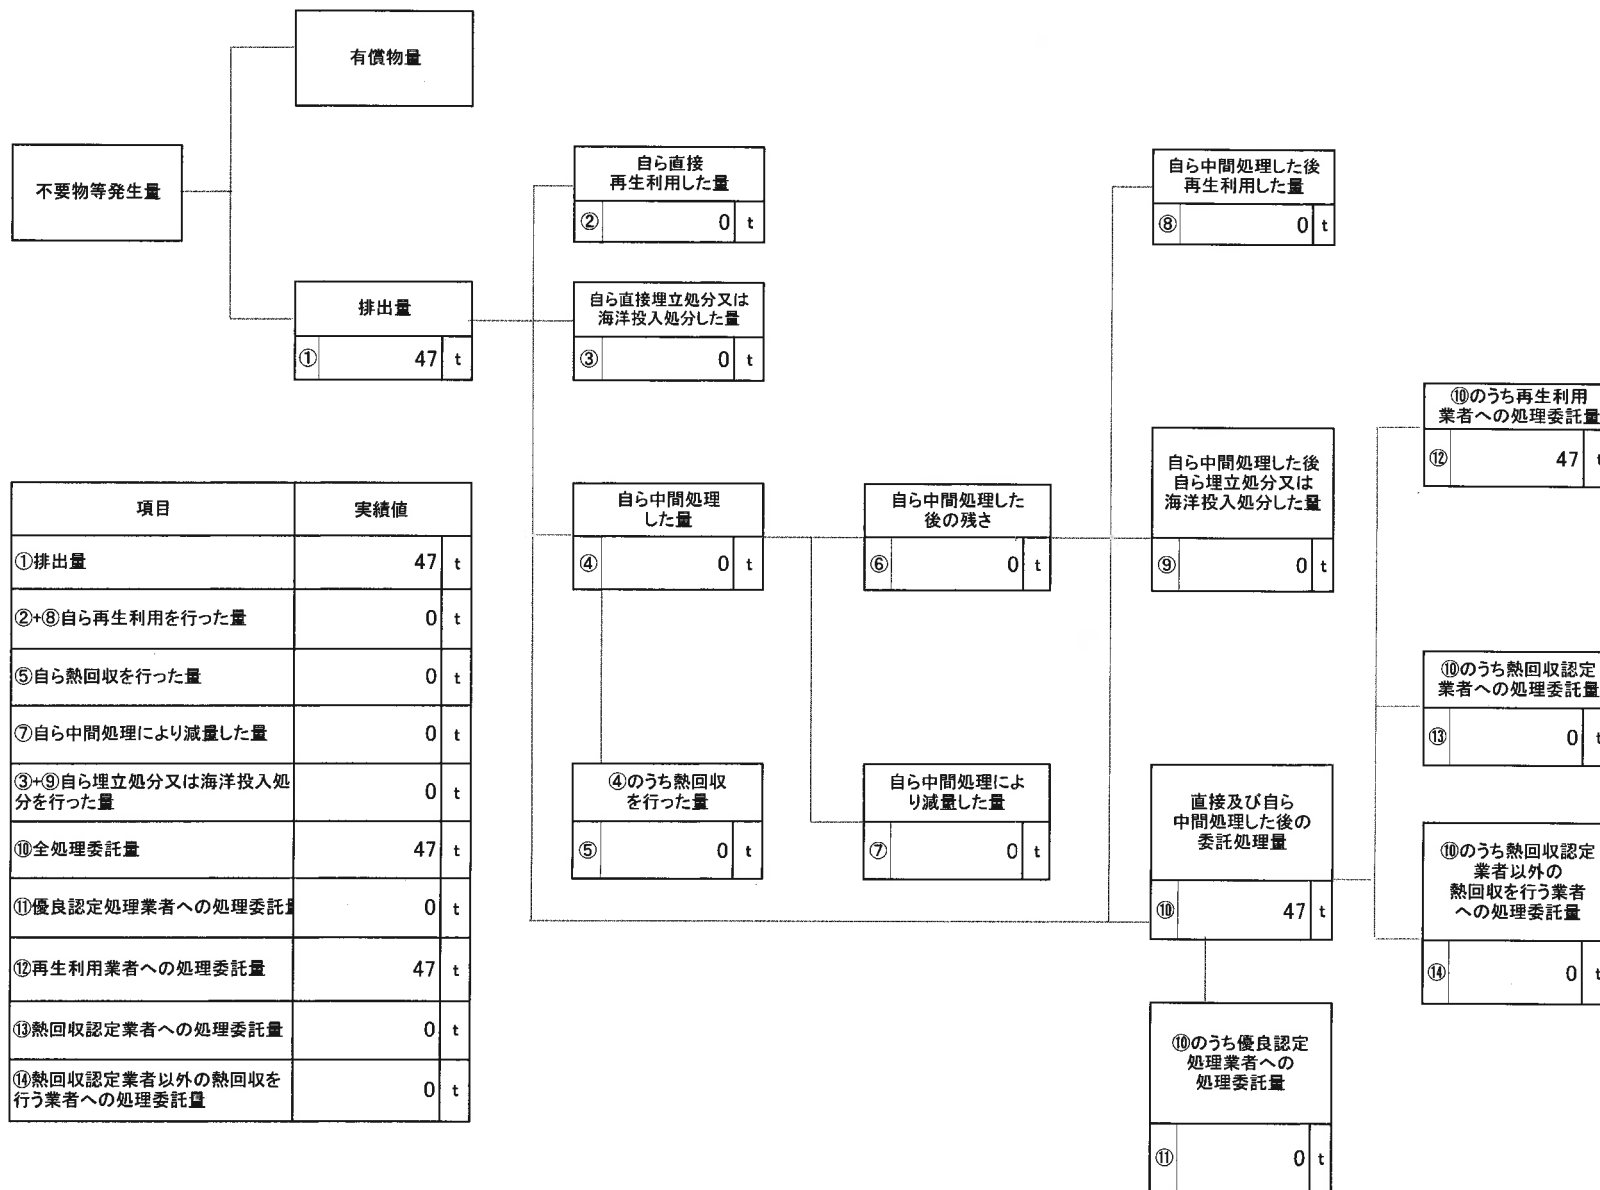 有償物量
不要物等発生量
排出量
① 47 t
自ら直接
再生利用した量
② 0 t
自ら直接埋立処分又は
海洋投入処分した量
③ 0 t
自ら中間処理
した量
④ 0 t
④のうち熱回収
を行った量
⑤ 0 t
自ら中間処理した
後の残さ
⑥ 0 t
自ら中間処理によ
り減量した量
⑦ 0 t
自ら中間処理した後
再生利用した量
⑧ 0 t
自ら中間処理した後
自ら埋立処分又は
海洋投入処分した量
⑨ 0 t
直接及び自ら
中間処理した後の
委託処理量
⑩ 47 t
⑩のうち優良認定
処理業者への
処理委託量
⑪ 0 t
⑩のうち再生利用
業者への処理委託量
⑫ 47 t
⑩のうち熱回収認定
業者への処理委託量
⑬ 0 t
⑩のうち熱回収認定
業者以外の
熱回収を行う業者
への処理委託量
⑭ 0 t
項目 実績値
①排出量 47 t
②+⑧自ら再生利用を行った量 0 t
⑤自ら熱回収を行った量 0 t
⑦自ら中間処理により減量した量 0 t
③+⑨自ら埋立処分又は海洋投入処
分を行った量 0 t
⑩全処理委託量 47 t
⑪優良認定処理業者への処理委託量 0 t
⑫再生利用業者への処理委託量 47 t
⑬熱回収認定業者への処理委託量 0 t
⑭熱回収認定業者以外の熱回収を
行う業者への処理委託量 0 t